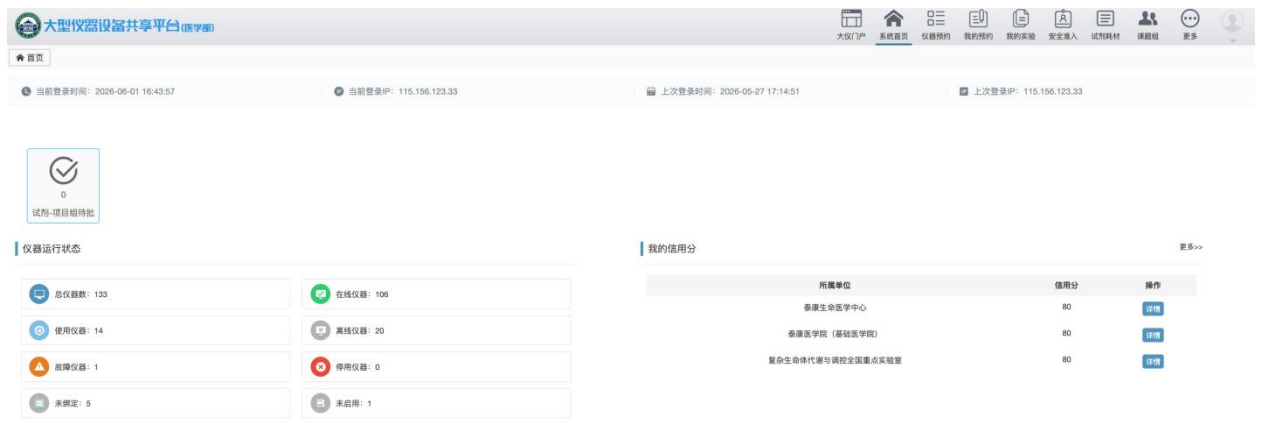 大型仪器设备共享平台(医学部)
大仪门户 系统首页 仪器预约 我的预约 我的实验 安全准入 试剂耗材 课题组 更多
首页
当前登录时间：2026-06-01 16:43:57 当前登录IP：115.156.123.33 上次登录时间：2026-05-27 17:14:51 上次登录IP：115.156.123.33
0
试剂-项目组待批
仪器运行状态
总仪器数：133 在线仪器：106
使用仪器：14 离线仪器：20
故障仪器：1 停用仪器：0
未绑定：5 未启用：1
我的信用分 更多>>
所属单位 信用分 操作
泰康生命医学中心 80 详情
泰康医学院（基础医学院） 80 详情
复杂生命体代谢与调控全国重点实验室 80 详情